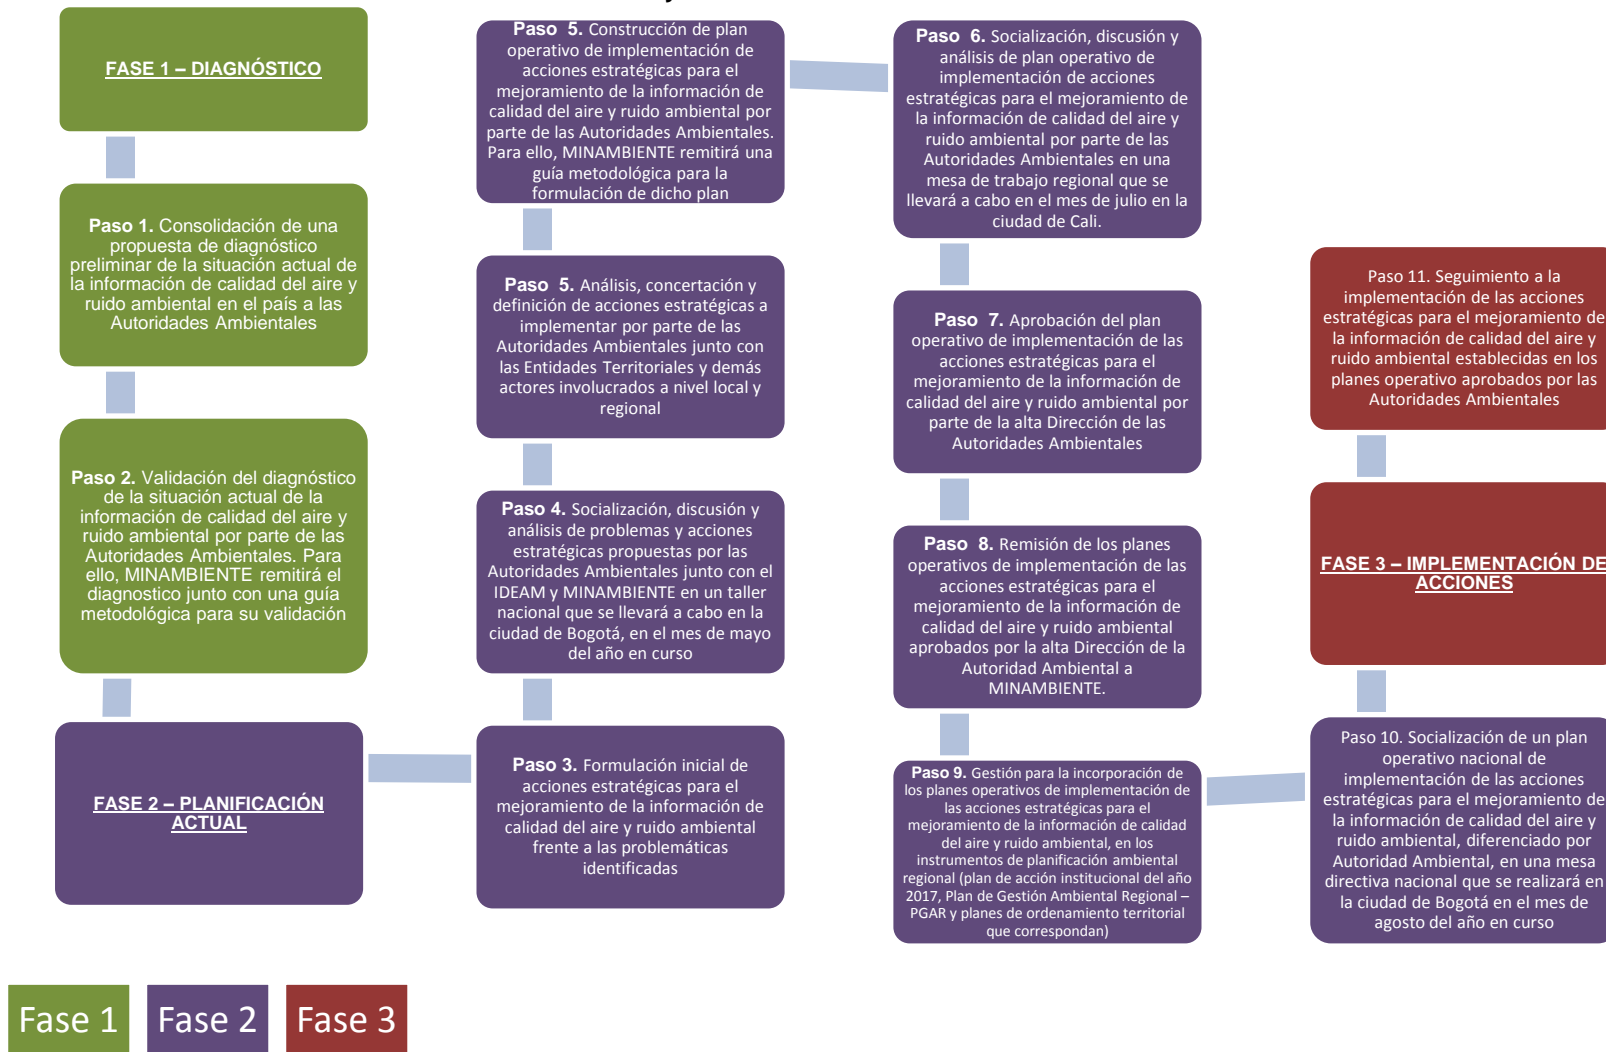 FASE 1 – DIAGNÓSTICO
Paso 1. Consolidación de una
propuesta de diagnóstico
preliminar de la situación actual de
la información de calidad del aire y
ruido ambiental en el país a las
Autoridades Ambientales
Paso 2. Validación del diagnóstico
de la situación actual de la
información de calidad del aire y
ruido ambiental por parte de las
Autoridades Ambientales. Para
ello, MINAMBIENTE remitirá el
diagnostico junto con una guía
metodológica para su validación
FASE 2 – PLANIFICACIÓN
ACTUAL
Paso 3. Formulación inicial de
acciones estratégicas para el
mejoramiento de la información de
calidad del aire y ruido ambiental
frente a las problemáticas
identificadas
Paso 4. Socialización, discusión y
análisis de problemas y acciones
estratégicas propuestas por las
Autoridades Ambientales junto con el
IDEAM y MINAMBIENTE en un taller
nacional que se llevará a cabo en la
ciudad de Bogotá, en el mes de mayo
del año en curso
Paso 5. Análisis, concertación y
definición de acciones estratégicas a
implementar por parte de las
Autoridades Ambientales junto con
las Entidades Territoriales y demás
actores involucrados a nivel local y
regional
Paso 5. Construcción de plan
operativo de implementación de
acciones estratégicas para el
mejoramiento de la información de
calidad del aire y ruido ambiental por
parte de las Autoridades Ambientales.
Para ello, MINAMBIENTE remitirá una
guía metodológica para la
formulación de dicho plan
Paso 6. Socialización, discusión y
análisis de plan operativo de
implementación de acciones
estratégicas para el mejoramiento de
la información de calidad del aire y
ruido ambiental por parte de las
Autoridades Ambientales en una
mesa de trabajo regional que se
llevará a cabo en el mes de julio en la
ciudad de Cali.
Paso 7. Aprobación del plan
operativo de implementación de las
acciones estratégicas para el
mejoramiento de la información de
calidad del aire y ruido ambiental por
parte de la alta Dirección de las
Autoridades Ambientales
Paso 8. Remisión de los planes
operativos de implementación de las
acciones estratégicas para el
mejoramiento de la información de
calidad del aire y ruido ambiental
aprobados por la alta Dirección de la
Autoridad Ambiental a
MINAMBIENTE.
Paso 9. Gestión para la incorporación de
los planes operativos de implementación de
las acciones estratégicas para el
mejoramiento de la información de calidad
del aire y ruido ambiental, en los
instrumentos de planificación ambiental
regional (plan de acción institucional del año
2017, Plan de Gestión Ambiental Regional –
PGAR y planes de ordenamiento territorial
que correspondan)
Paso 10. Socialización de un plan
operativo nacional de
implementación de las acciones
estratégicas para el mejoramiento de
la información de calidad del aire y
ruido ambiental, diferenciado por
Autoridad Ambiental, en una mesa
directiva nacional que se realizará en
la ciudad de Bogotá en el mes de
agosto del año en curso
FASE 3 – IMPLEMENTACIÓN DE
ACCIONES
Paso 11. Seguimiento a la
implementación de las acciones
estratégicas para el mejoramiento de
la información de calidad del aire y
ruido ambiental establecidas en los
planes operativo aprobados por las
Autoridades Ambientales
Fase 1
Fase 2
Fase 3